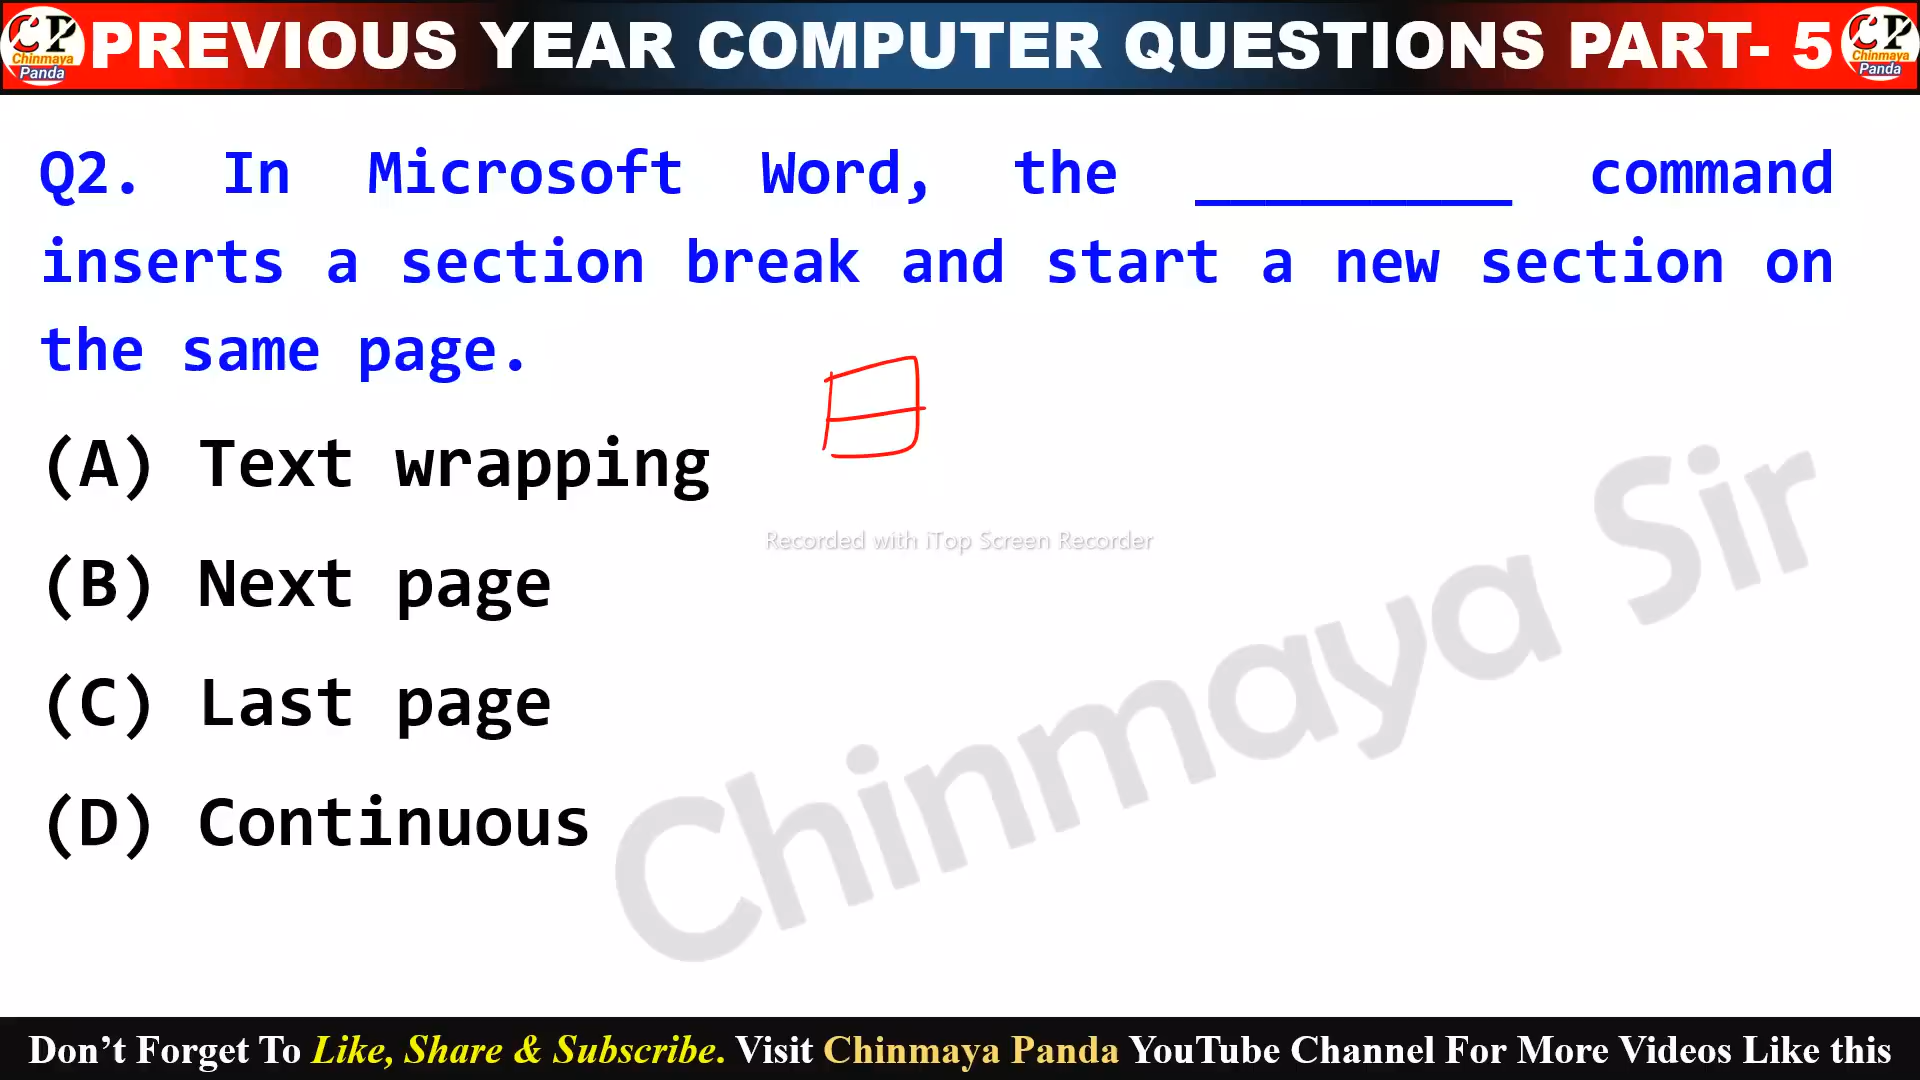 CP
Chinmaya
Panda
PREVIOUS YEAR COMPUTER QUESTIONS PART- 5
CP
Chinmaya
Panda
Q2. In Microsoft Word, the _________ command
inserts a section break and start a new section on
the same page.
(A) Text wrapping
(B) Next page
(C) Last page
(D) Continuous
Recorded with iTop Screen Recorder
Chinmaya Sir
Don’t Forget To Like, Share & Subscribe. Visit Chinmaya Panda YouTube Channel For More Videos Like this